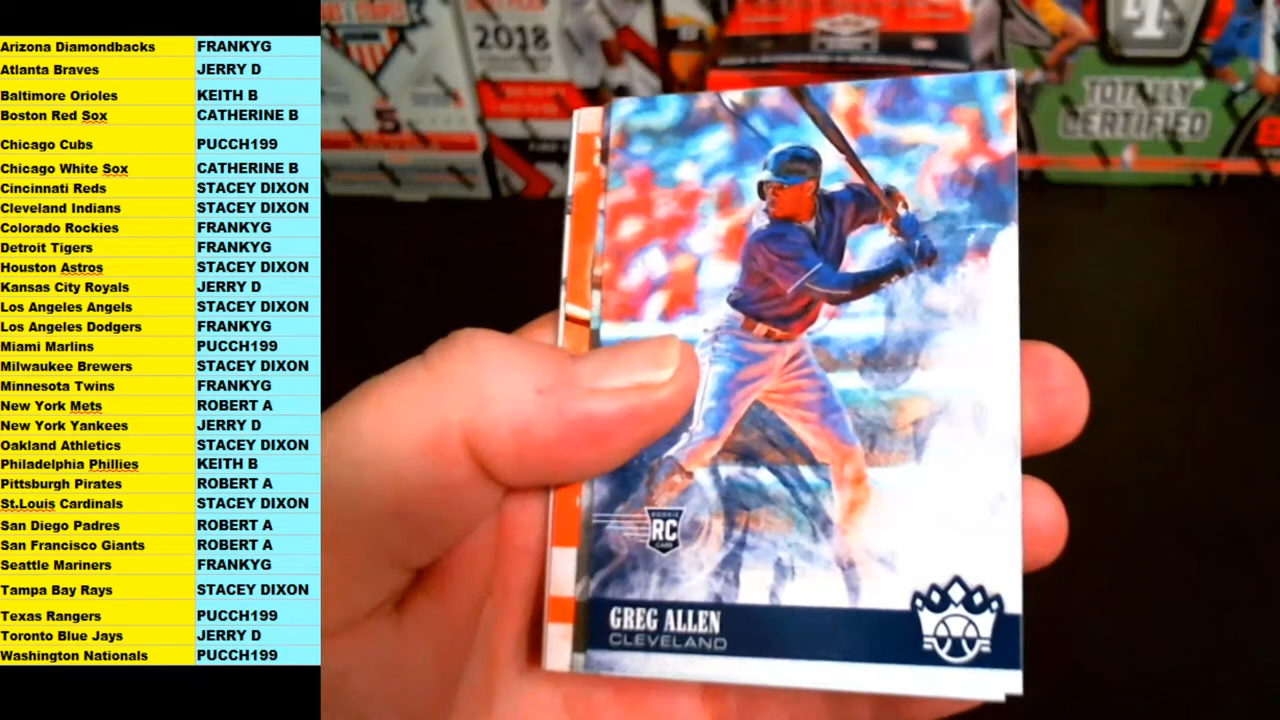 Arizona Diamondbacks FRANKYG
Atlanta Braves JERRY D
Baltimore Orioles KEITH B
Boston Red Sox CATHERINE B
Chicago Cubs PUCCH199
Chicago White Sox CATHERINE B
Cincinnati Reds STACEY DIXON
Cleveland Indians STACEY DIXON
Colorado Rockies FRANKYG
Detroit Tigers FRANKYG
Houston Astros STACEY DIXON
Kansas City Royals JERRY D
Los Angeles Angels STACEY DIXON
Los Angeles Dodgers FRANKYG
Miami Marlins PUCCH199
Milwaukee Brewers STACEY DIXON
Minnesota Twins FRANKYG
New York Mets ROBERT A
New York Yankees JERRY D
Oakland Athletics STACEY DIXON
Philadelphia Phillies KEITH B
Pittsburgh Pirates ROBERT A
St.Louis Cardinals STACEY DIXON
San Diego Padres ROBERT A
San Francisco Giants ROBERT A
Seattle Mariners FRANKYG
Tampa Bay Rays STACEY DIXON
Texas Rangers PUCCH199
Toronto Blue Jays JERRY D
Washington Nationals PUCCH199
2018
5
TOTALLY
CERTIFIED
ROOKIE
RC
CARD
GREG ALLEN
CLEVELAND